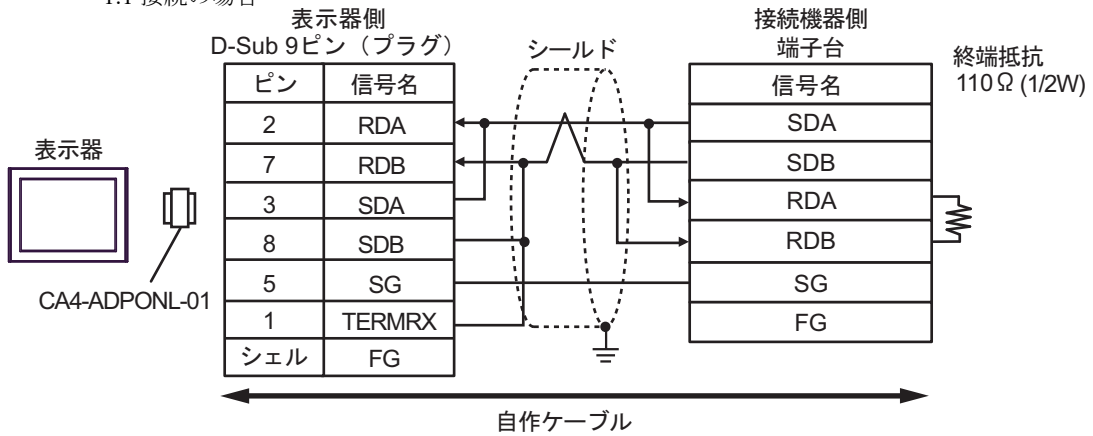 1:1 接続の場合
表示器側
D-Sub 9ピン（プラグ）
シールド
接続機器側
端子台
終端抵抗
110Ω (1/2W)
ピン 信号名
信号名
2 RDA
SDA
7 RDB
SDB
3 SDA
RDA
8 SDB
RDB
5 SG
SG
1 TERMRX
FG
シェル FG
表示器
CA4-ADPONL-01
自作ケーブル